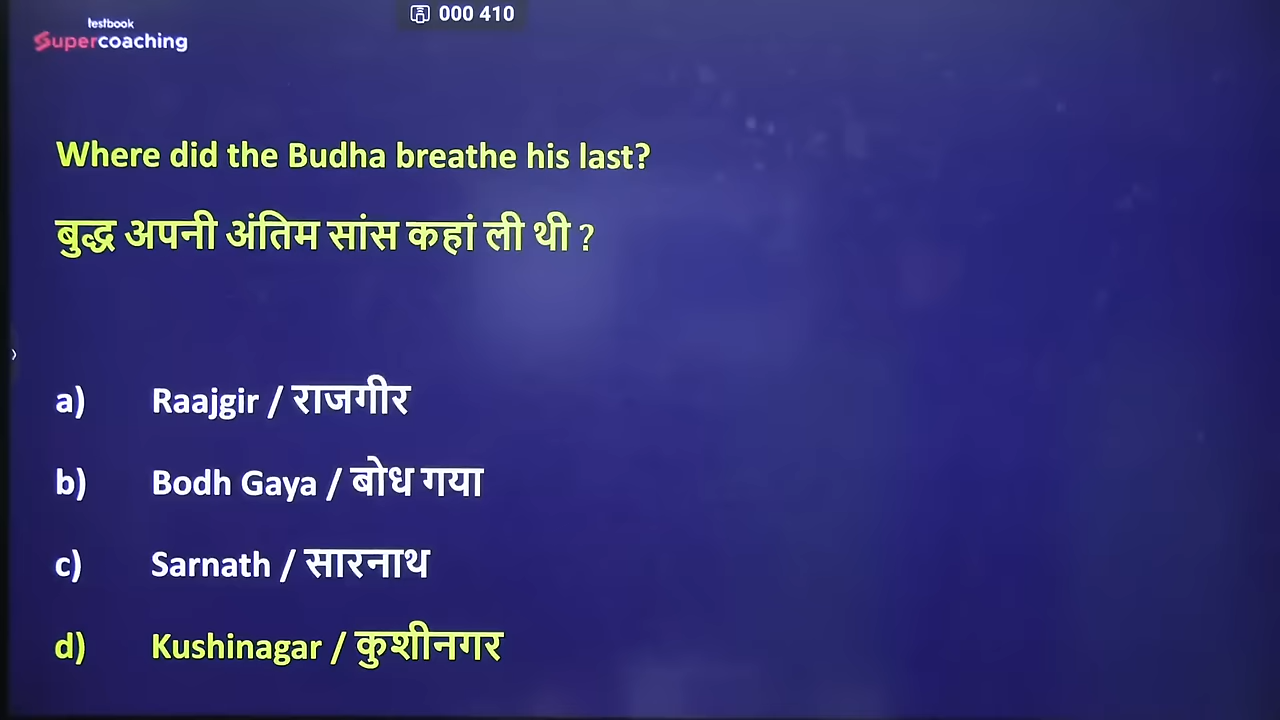 testbook
Supercoaching
000 410
Where did the Budha breathe his last?
बुद्ध अपनी अंतिम सांस कहां ली थी ?
a) Raajgir / राजगीर
b) Bodh Gaya / बोध गया
c) Sarnath / सारनाथ
d) Kushinagar / कुशीनगर